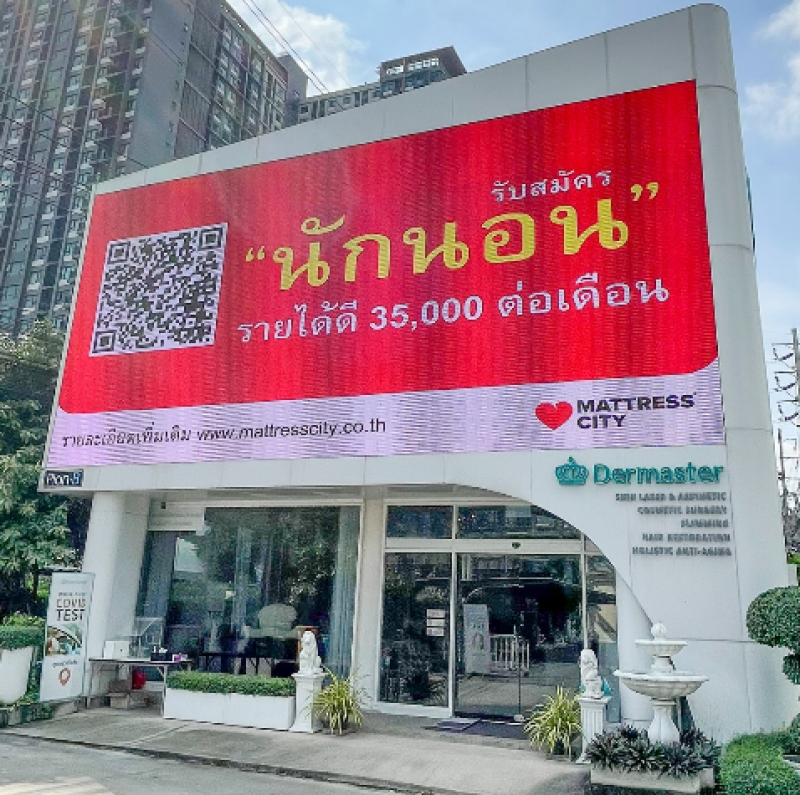 รับสมัคร
“นักนอน”
รายได้ดี 35,000 ต่อเดือน
รายละเอียดเพิ่มเติม www.mattresscity.co.th
MATTRESS
CITY
Dermaster
SKIN LASER & AESTHETIC
COSMETIC SURGERY
SLIMMING
HAIR RESTORATION
HOLISTIC ANTI-AGING
COVID
TEST